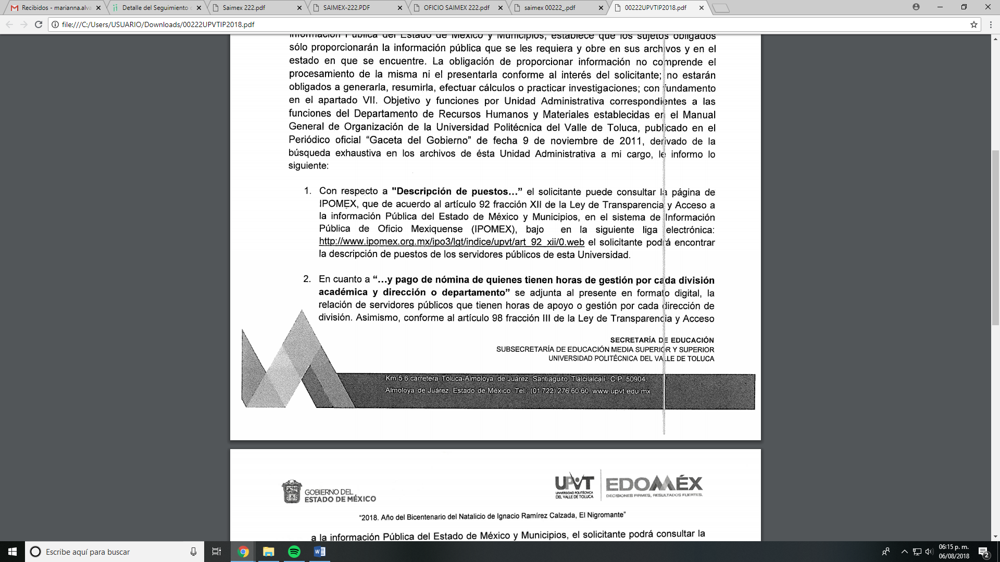 Recibidos - marianna.alva
Detalle del Seguimiento d
Saimex 222.pdf
SAIMEX-222.PDF
OFICIO SAIMEX 222.pdf
saimex 00222_.pdf
00222UPVTIP2018.pdf
file:///C:/Users/USUARIO/Downloads/00222UPVTIP2018.pdf
Información Pública del Estado de México y Municipios, establece que los sujetos obligados
sólo proporcionarán la información pública que se les requiera y obre en sus archivos y en el
estado en que se encuentre. La obligación de proporcionar información no comprende el
procesamiento de la misma ni el presentarla conforme al interés del solicitante; no estarán
obligados a generarla, resumirla, efectuar cálculos o practicar investigaciones; con fundamento
en el apartado VII. Objetivo y funciones por Unidad Administrativa correspondientes a las
funciones del Departamento de Recursos Humanos y Materiales establecidas en el Manual
General de Organización de la Universidad Politécnica del Valle de Toluca, publicado en el
Periódico oficial “Gaceta del Gobierno” de fecha 9 de noviembre de 2011, derivado de la
búsqueda exhaustiva en los archivos de ésta Unidad Administrativa a mi cargo, le informo lo
siguiente:
1. Con respecto a "Descripción de puestos...” el solicitante puede consultar la página de
IPOMEX, que de acuerdo al artículo 92 fracción XII de la Ley de Transparencia y Acceso a
la información Pública del Estado de México y Municipios, en el sistema de Información
Pública de Oficio Mexiquense (IPOMEX), bajo en la siguiente liga electrónica:
http://www.ipomex.org.mx/ipo3/lgt/indice/upvt/art_92_xii/0.web el solicitante podrá encontrar
la descripción de puestos de los servidores públicos de esta Universidad.
2. En cuanto a “...y pago de nómina de quienes tienen horas de gestión por cada división
académica y dirección o departamento” se adjunta al presente en formato digital, la
relación de servidores públicos que tienen horas de apoyo o gestión por cada dirección de
división. Asimismo, conforme al artículo 98 fracción III de la Ley de Transparencia y Acceso
SECRETARÍA DE EDUCACIÓN
SUBSECRETARÍA DE EDUCACIÓN MEDIA SUPERIOR Y SUPERIOR
UNIVERSIDAD POLITÉCNICA DEL VALLE DE TOLUCA
Km 5.6 carretera Toluca-Almoloya de Juárez, Santiaguito Tlalcilalcali, C.P. 50904,
Almoloya de Juárez, Estado de México. Tel.: (01 722) 276 60 60 www.upvt.edu.mx
GOBIERNO DEL
ESTADO DE MÉXICO
UPVT
UNIVERSIDAD POLITÉCNICA
DEL VALLE DE TOLUCA
EDOMÉX
DECISIONES FIRMES, RESULTADOS FUERTES.
“2018. Año del Bicentenario del Natalicio de Ignacio Ramírez Calzada, El Nigromante”
a la información Pública del Estado de México y Municipios, el solicitante podrá consultar la
Escribe aquí para buscar
06:15 p. m.
06/08/2018
2